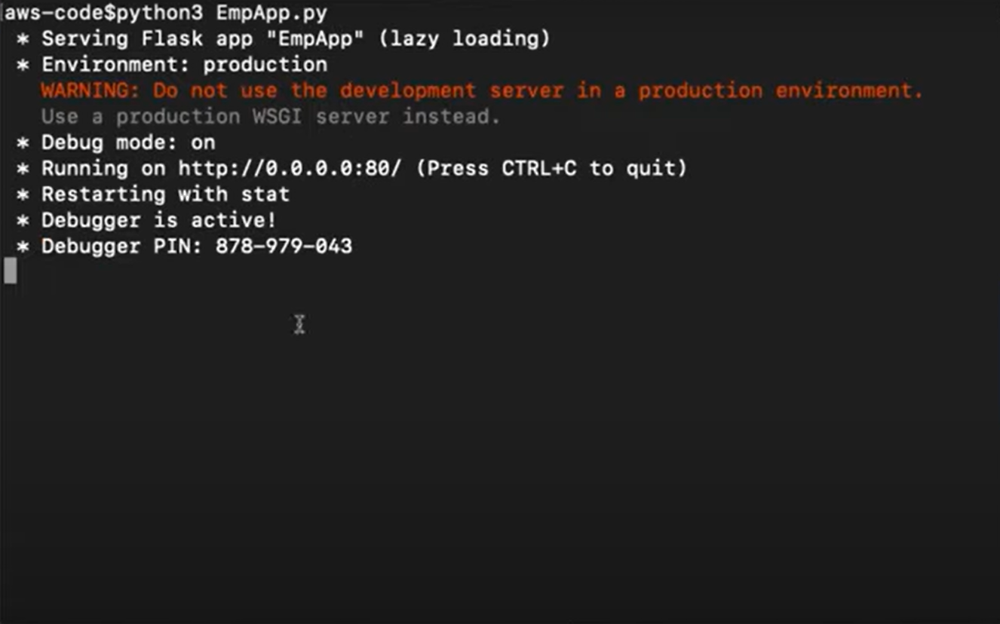 aws-code$python3 EmpApp.py
* Serving Flask app "EmpApp" (lazy loading)
* Environment: production
WARNING: Do not use the development server in a production environment.
Use a production WSGI server instead.
* Debug mode: on
* Running on http://0.0.0.0:80/ (Press CTRL+C to quit)
* Restarting with stat
* Debugger is active!
* Debugger PIN: 878-979-043